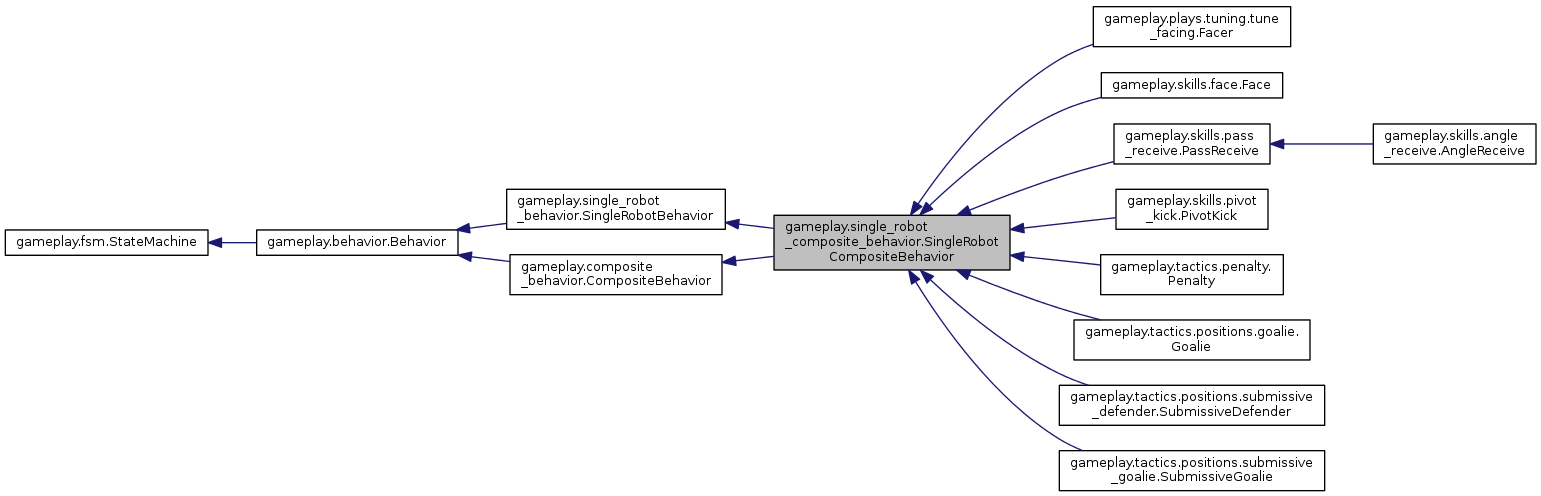 gameplay.fsm.StateMachine
gameplay.behavior.Behavior
gameplay.single_robot
_behavior.SingleRobotBehavior
gameplay.composite
_behavior.CompositeBehavior
gameplay.single_robot
_composite_behavior.SingleRobot
CompositeBehavior
gameplay.plays.tuning.tune
_facing.Facer
gameplay.skills.face.Face
gameplay.skills.pass
_receive.PassReceive
gameplay.skills.angle
_receive.AngleReceive
gameplay.skills.pivot
_kick.PivotKick
gameplay.tactics.penalty.
Penalty
gameplay.tactics.positions.goalie.
Goalie
gameplay.tactics.positions.submissive
_defender.SubmissiveDefender
gameplay.tactics.positions.submissive
_goalie.SubmissiveGoalie